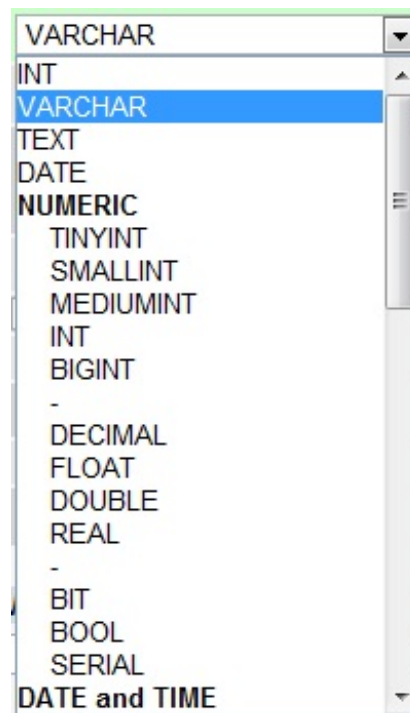 VARCHAR
INT
VARCHAR
TEXT
DATE
NUMERIC
TINYINT
SMALLINT
MEDIUMINT
INT
BIGINT
-
DECIMAL
FLOAT
DOUBLE
REAL
-
BIT
BOOL
SERIAL
DATE and TIME